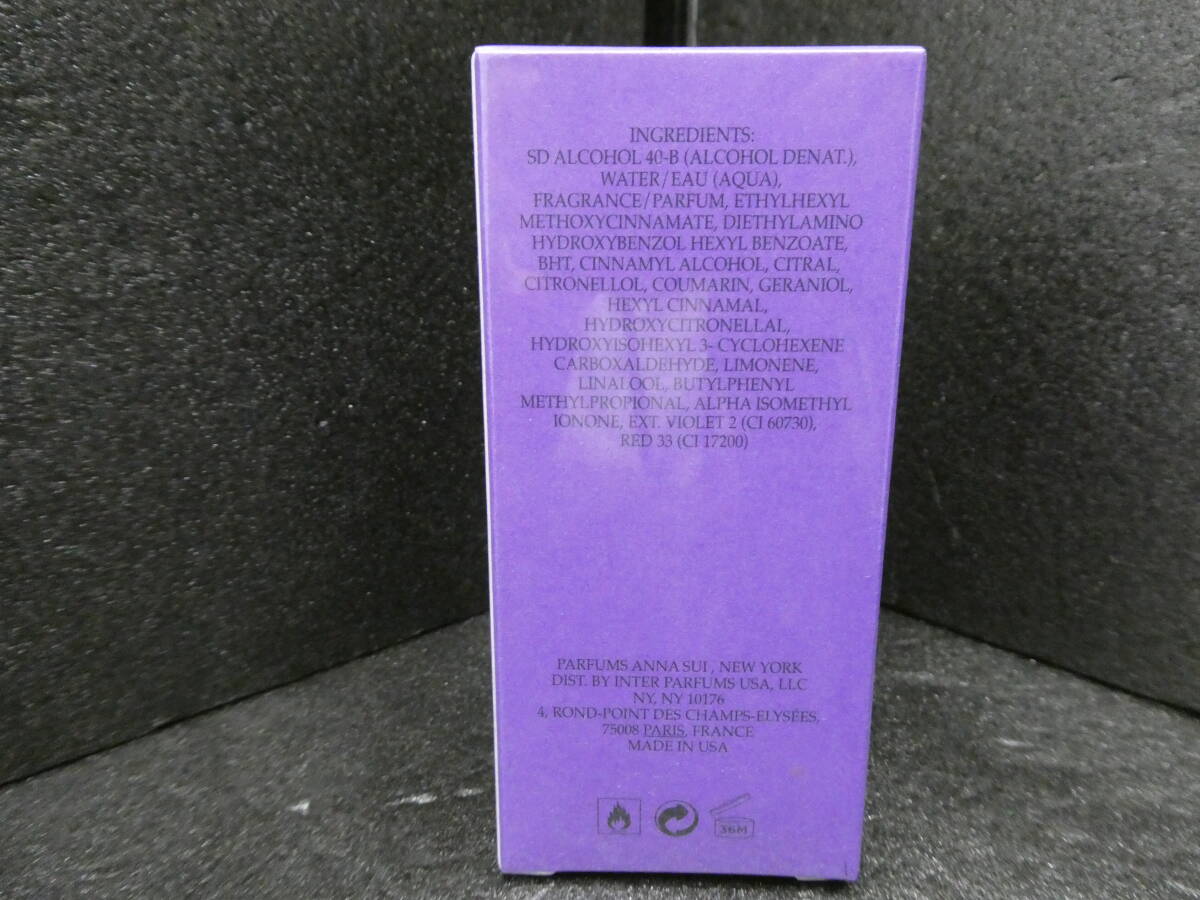 INGREDIENTS:
SD ALCOHOL 40-B (ALCOHOL DENAT.),
WATER/EAU (AQUA),
FRAGRANCE/PARFUM, ETHYLHEXYL
METHOXYCINNAMATE, DIETHYLAMINO
HYDROXYBENZOL HEXYL BENZOATE,
BHT, CINNAMYL ALCOHOL, CITRAL,
CITRONELLOL, COUMARIN, GERANIOL,
HEXYL CINNAMAL,
HYDROXYCITRONELLAL,
HYDROXYISOHEXYL 3- CYCLOHEXENE
CARBOXALDEHYDE, LIMONENE,
LINALOOL, BUTYLPHENYL
METHYLPROPIONAL, ALPHA ISOMETHYL
IONONE, EXT. VIOLET 2 (CI 60730),
RED 33 (CI 17200)
PARFUMS ANNA SUI , NEW YORK
DIST. BY INTER PARFUMS USA, LLC
NY, NY 10176
4, ROND-POINT DES CHAMPS-ELYSÉES,
75008 PARIS, FRANCE
MADE IN USA
36M